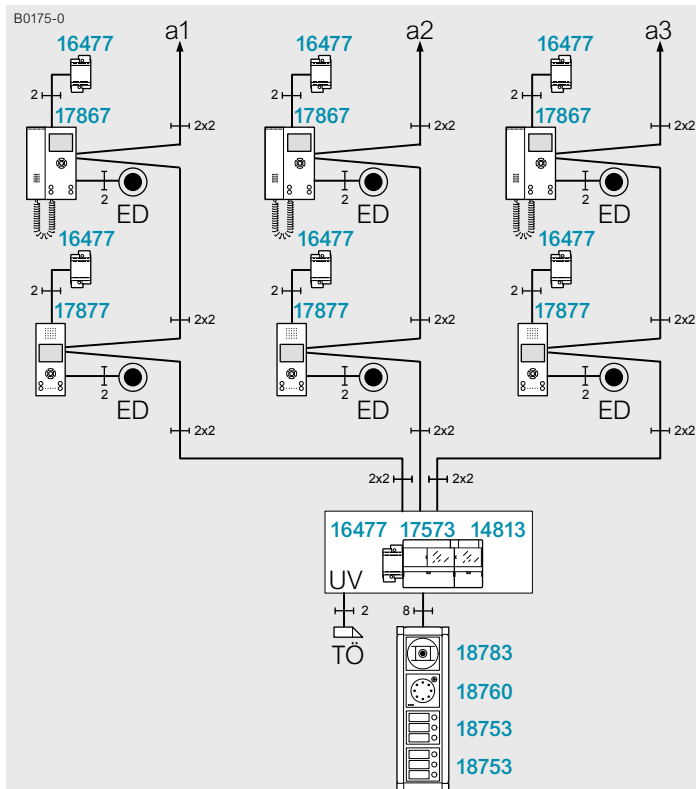 B0175-0
a1 a2 a3
16477 16477 16477
2 2 2
17867 17867 17867
2x2 2x2 2x2
2 2 2
ED ED ED
16477 16477 16477
2 2 2
17877 17877 17877
2x2 2x2 2x2
2 2 2
ED ED ED
2x2 2x2 2x2
2x2 2x2
16477 17573 14813
UV
2 8
TÖ
18783
18760
18753
18753